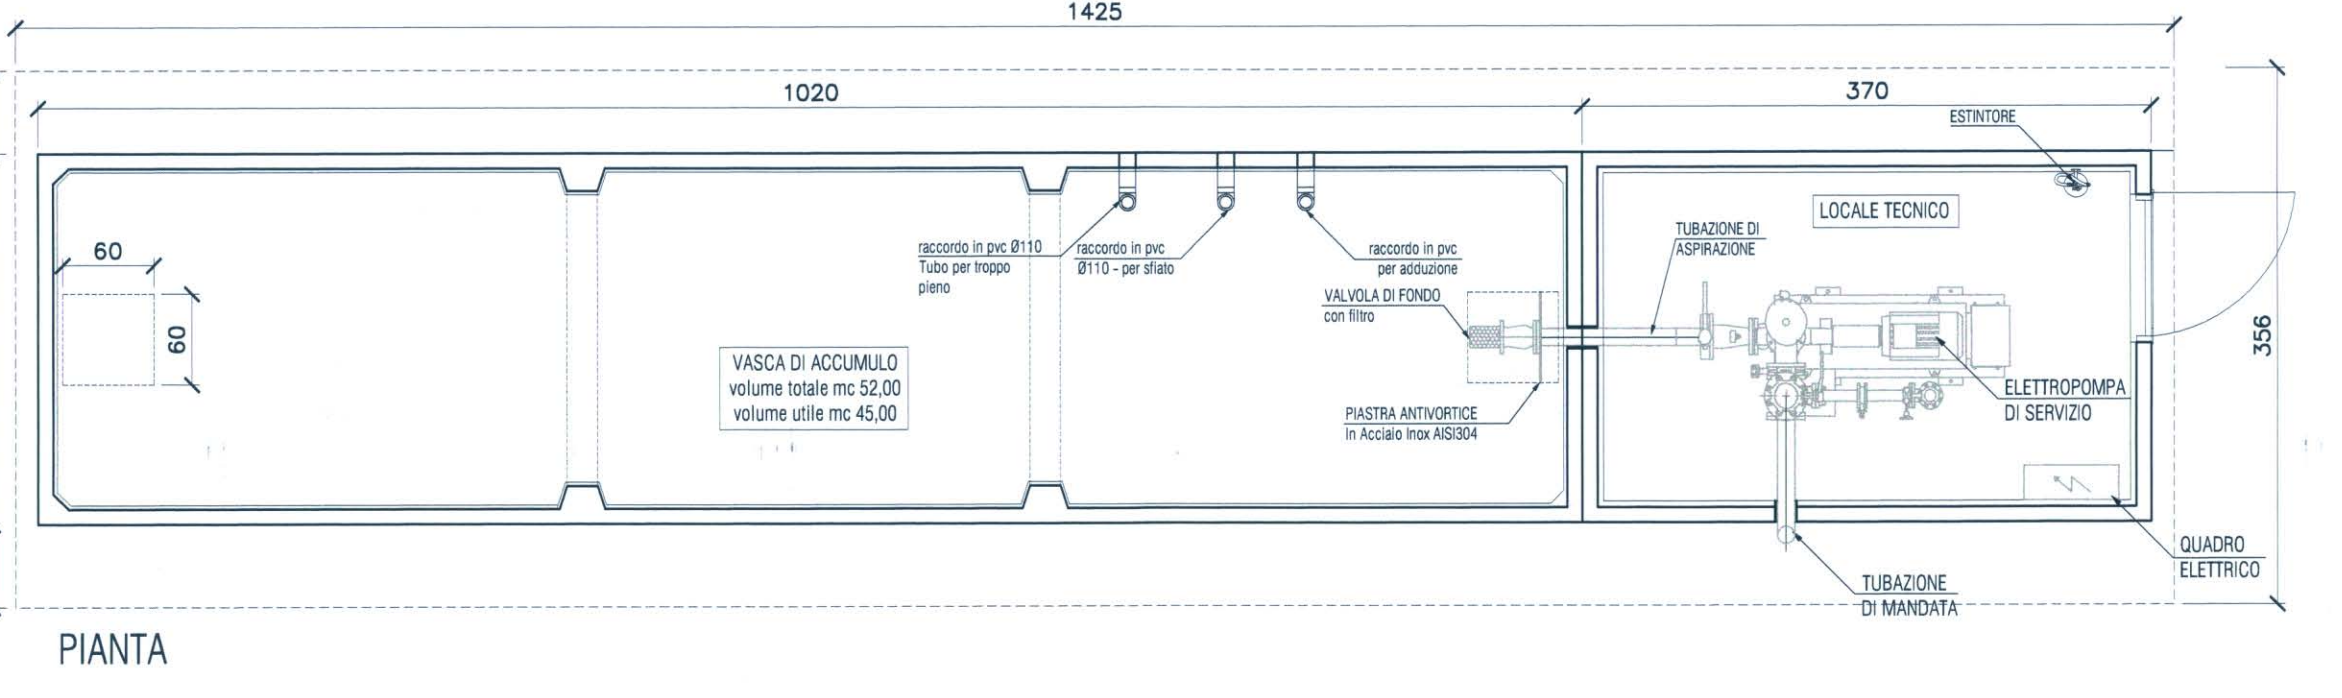 1425
1020
370
ESTINTORE
LOCALE TECNICO
60
60
raccordo in pvc Ø110
Tubo per troppo
pieno
raccordo in pvc
Ø110 - per sfiato
raccordo in pvc
per adduzione
TUBAZIONE DI
ASPIRAZIONE
VALVOLA DI FONDO
con filtro
VASCA DI ACCUMULO
volume totale mc 52,00
volume utile mc 45,00
PIASTRA ANTIVORTICE
In Acciaio Inox AISI304
ELETTROPOMPA
DI SERVIZIO
356
QUADRO
ELETTRICO
TUBAZIONE
DI MANDATA
PIANTA